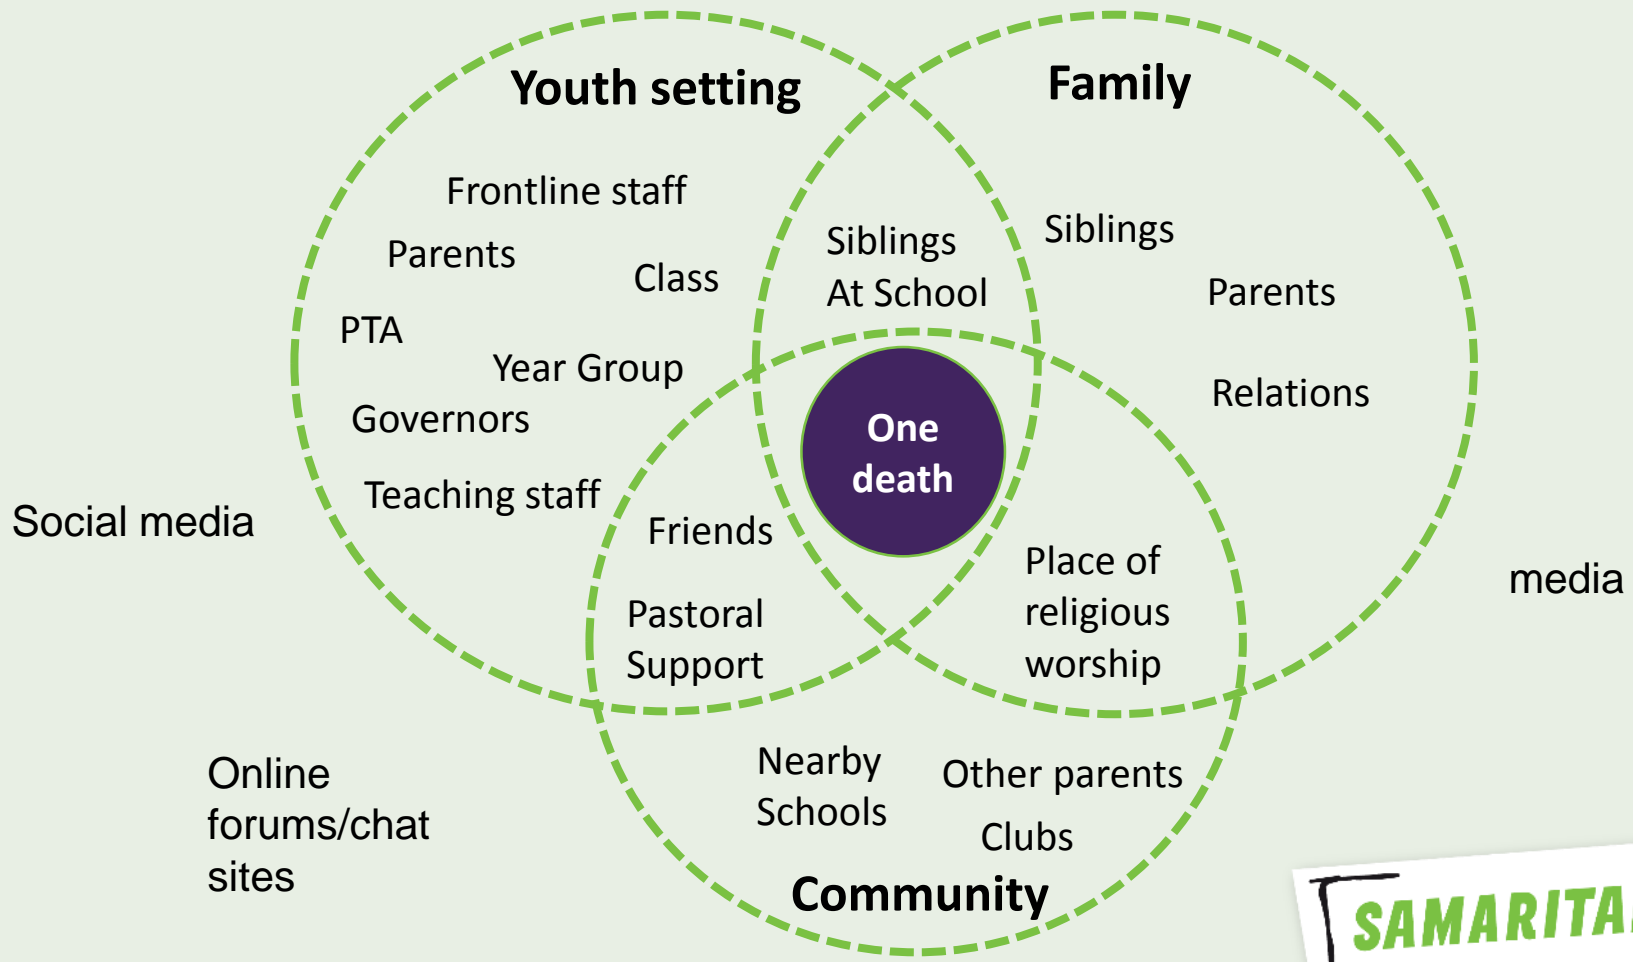 Youth setting
Family
Frontline staff
Parents
Class
PTA
Year Group
Governors
Teaching staff
Siblings
At School
Siblings
Parents
Relations
One
death
Friends
Pastoral
Support
Place of
religious
worship
Social media
media
Online
forums/chat
sites
Nearby
Schools
Other parents
Clubs
Community